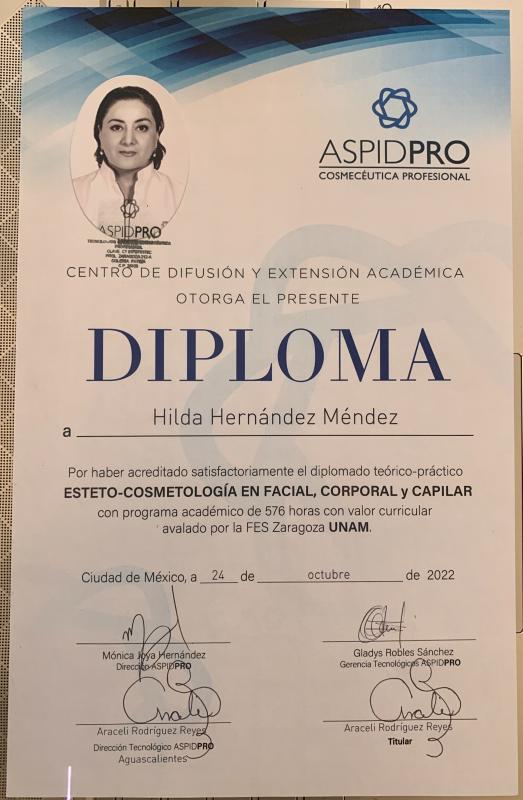 ASPIDPRO
COSMECÉUTICA PROFESIONAL
ASPIDPRO
CENTRO DE DIFUSIÓN Y EXTENSIÓN ACADÉMICA
OTORGA EL PRESENTE
DIPLOMA
a Hilda Hernández Méndez
Por haber acreditado satisfactoriamente el diplomado teórico-práctico
ESTETO-COSMETOLOGÍA EN FACIAL, CORPORAL y CAPILAR
con programa académico de 576 horas con valor curricular
avalado por la FES Zaragoza UNAM.
Ciudad de México, a 24 de octubre de 2022
Mónica Joya Hernández
Dirección ASPIDPRO
Gladys Robles Sánchez
Gerencia Tecnológicos ASPIDPRO
Araceli Rodríguez Reyes
Dirección Tecnológico ASPIDPRO
Aguascalientes
Araceli Rodríguez Reyes
Titular